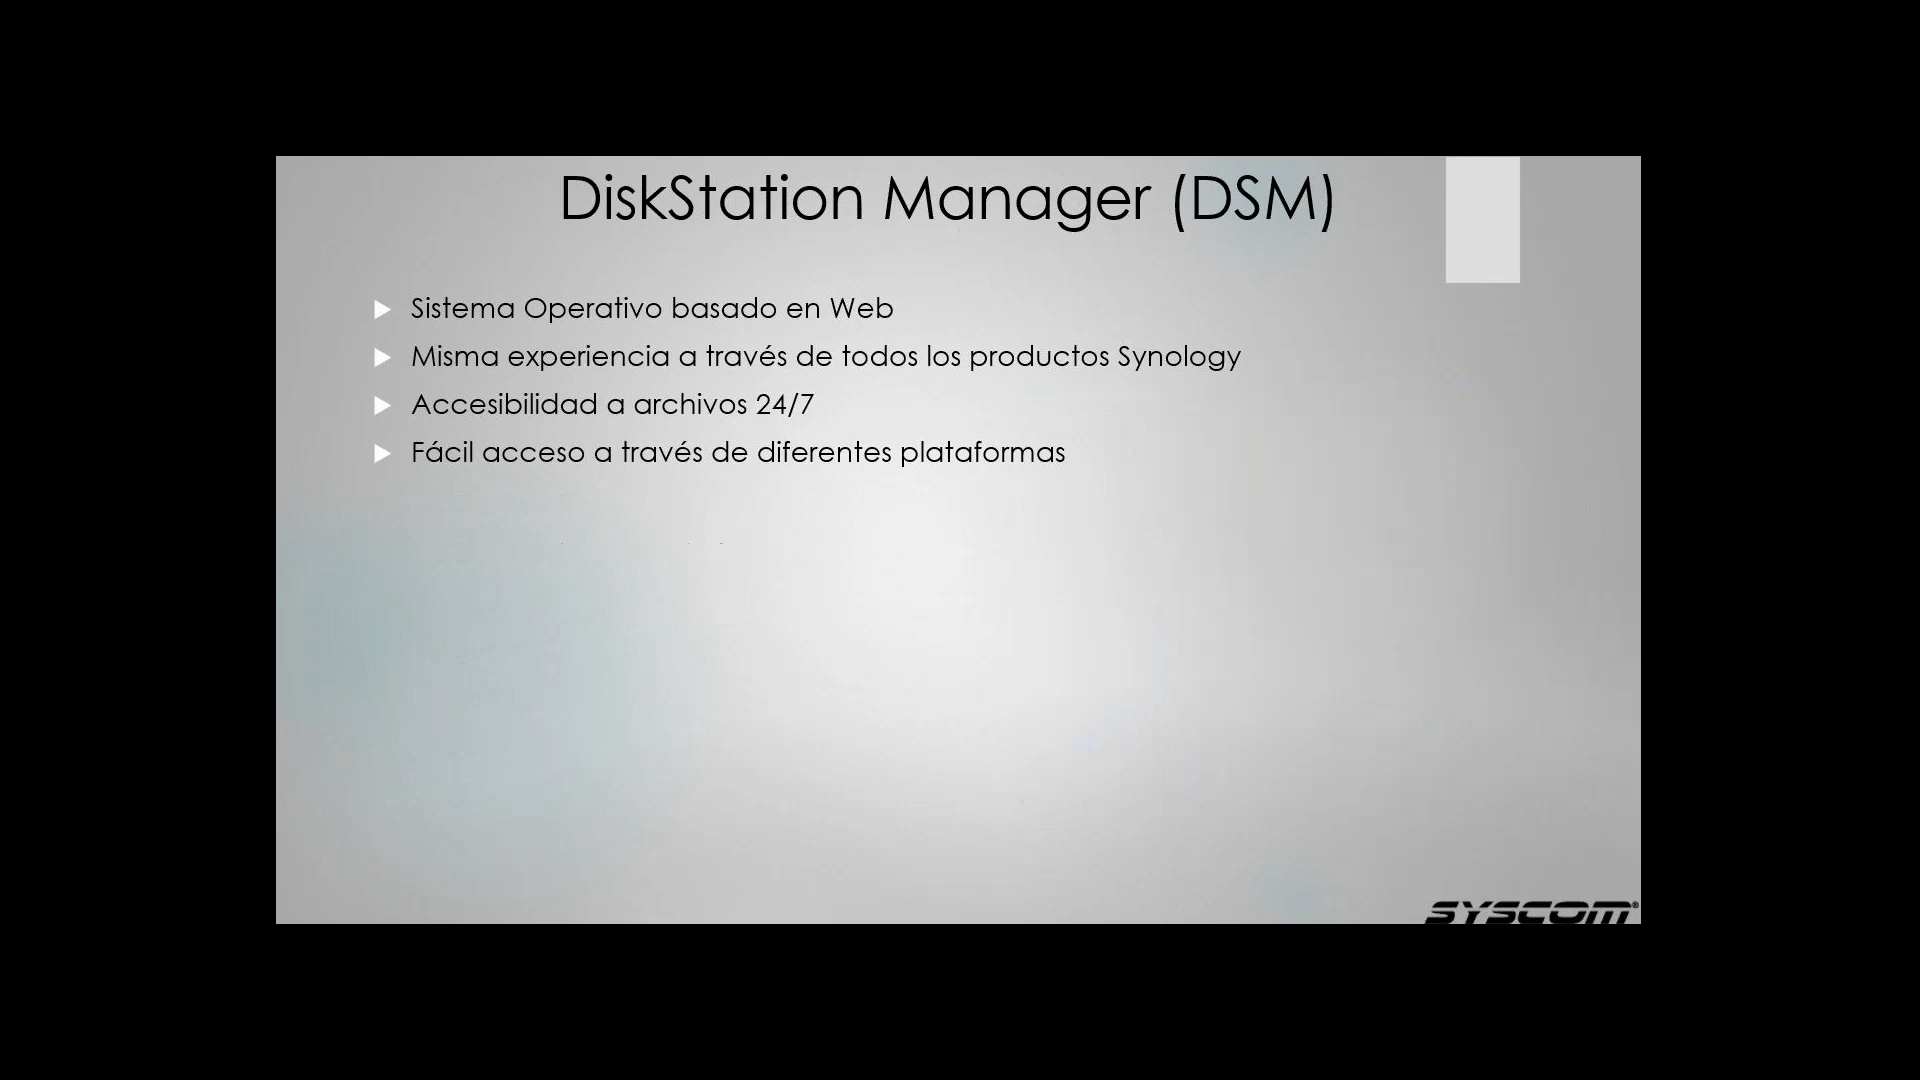 DiskStation Manager (DSM)
Sistema Operativo basado en Web
Misma experiencia a través de todos los productos Synology
Accesibilidad a archivos 24/7
Fácil acceso a través de diferentes plataformas
SYSCOM®